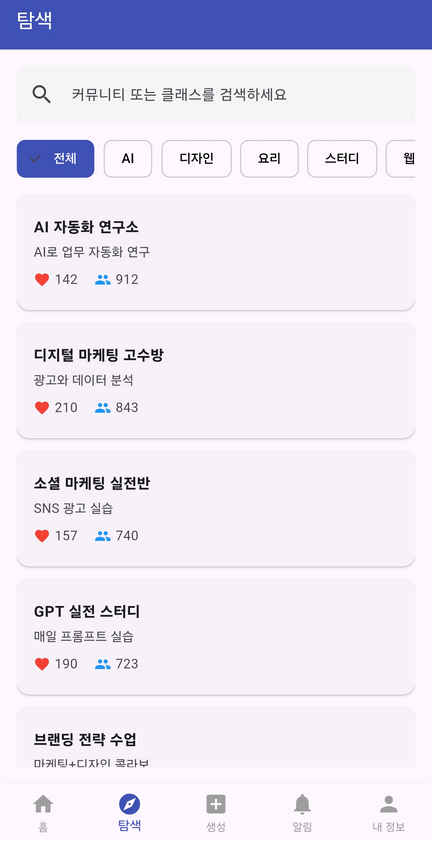 탐색
커뮤니티 또는 클래스를 검색하세요
전체 AI 디자인 요리 스터디 웹
AI 자동화 연구소
AI로 업무 자동화 연구
142 912
디지털 마케팅 고수방
광고와 데이터 분석
210 843
소셜 마케팅 실전반
SNS 광고 실습
157 740
GPT 실전 스터디
매일 프롬프트 실습
190 723
브랜딩 전략 수업
마케팅+디자인 콜라보
홈 탐색 생성 알림 내 정보